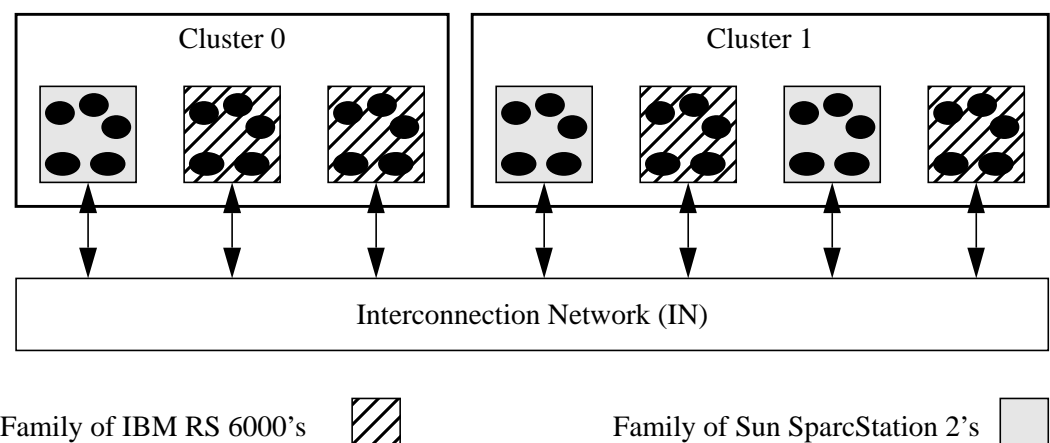 Cluster 0
Cluster 1
Interconnection Network (IN)
Family of IBM RS 6000's
Family of Sun SparcStation 2's